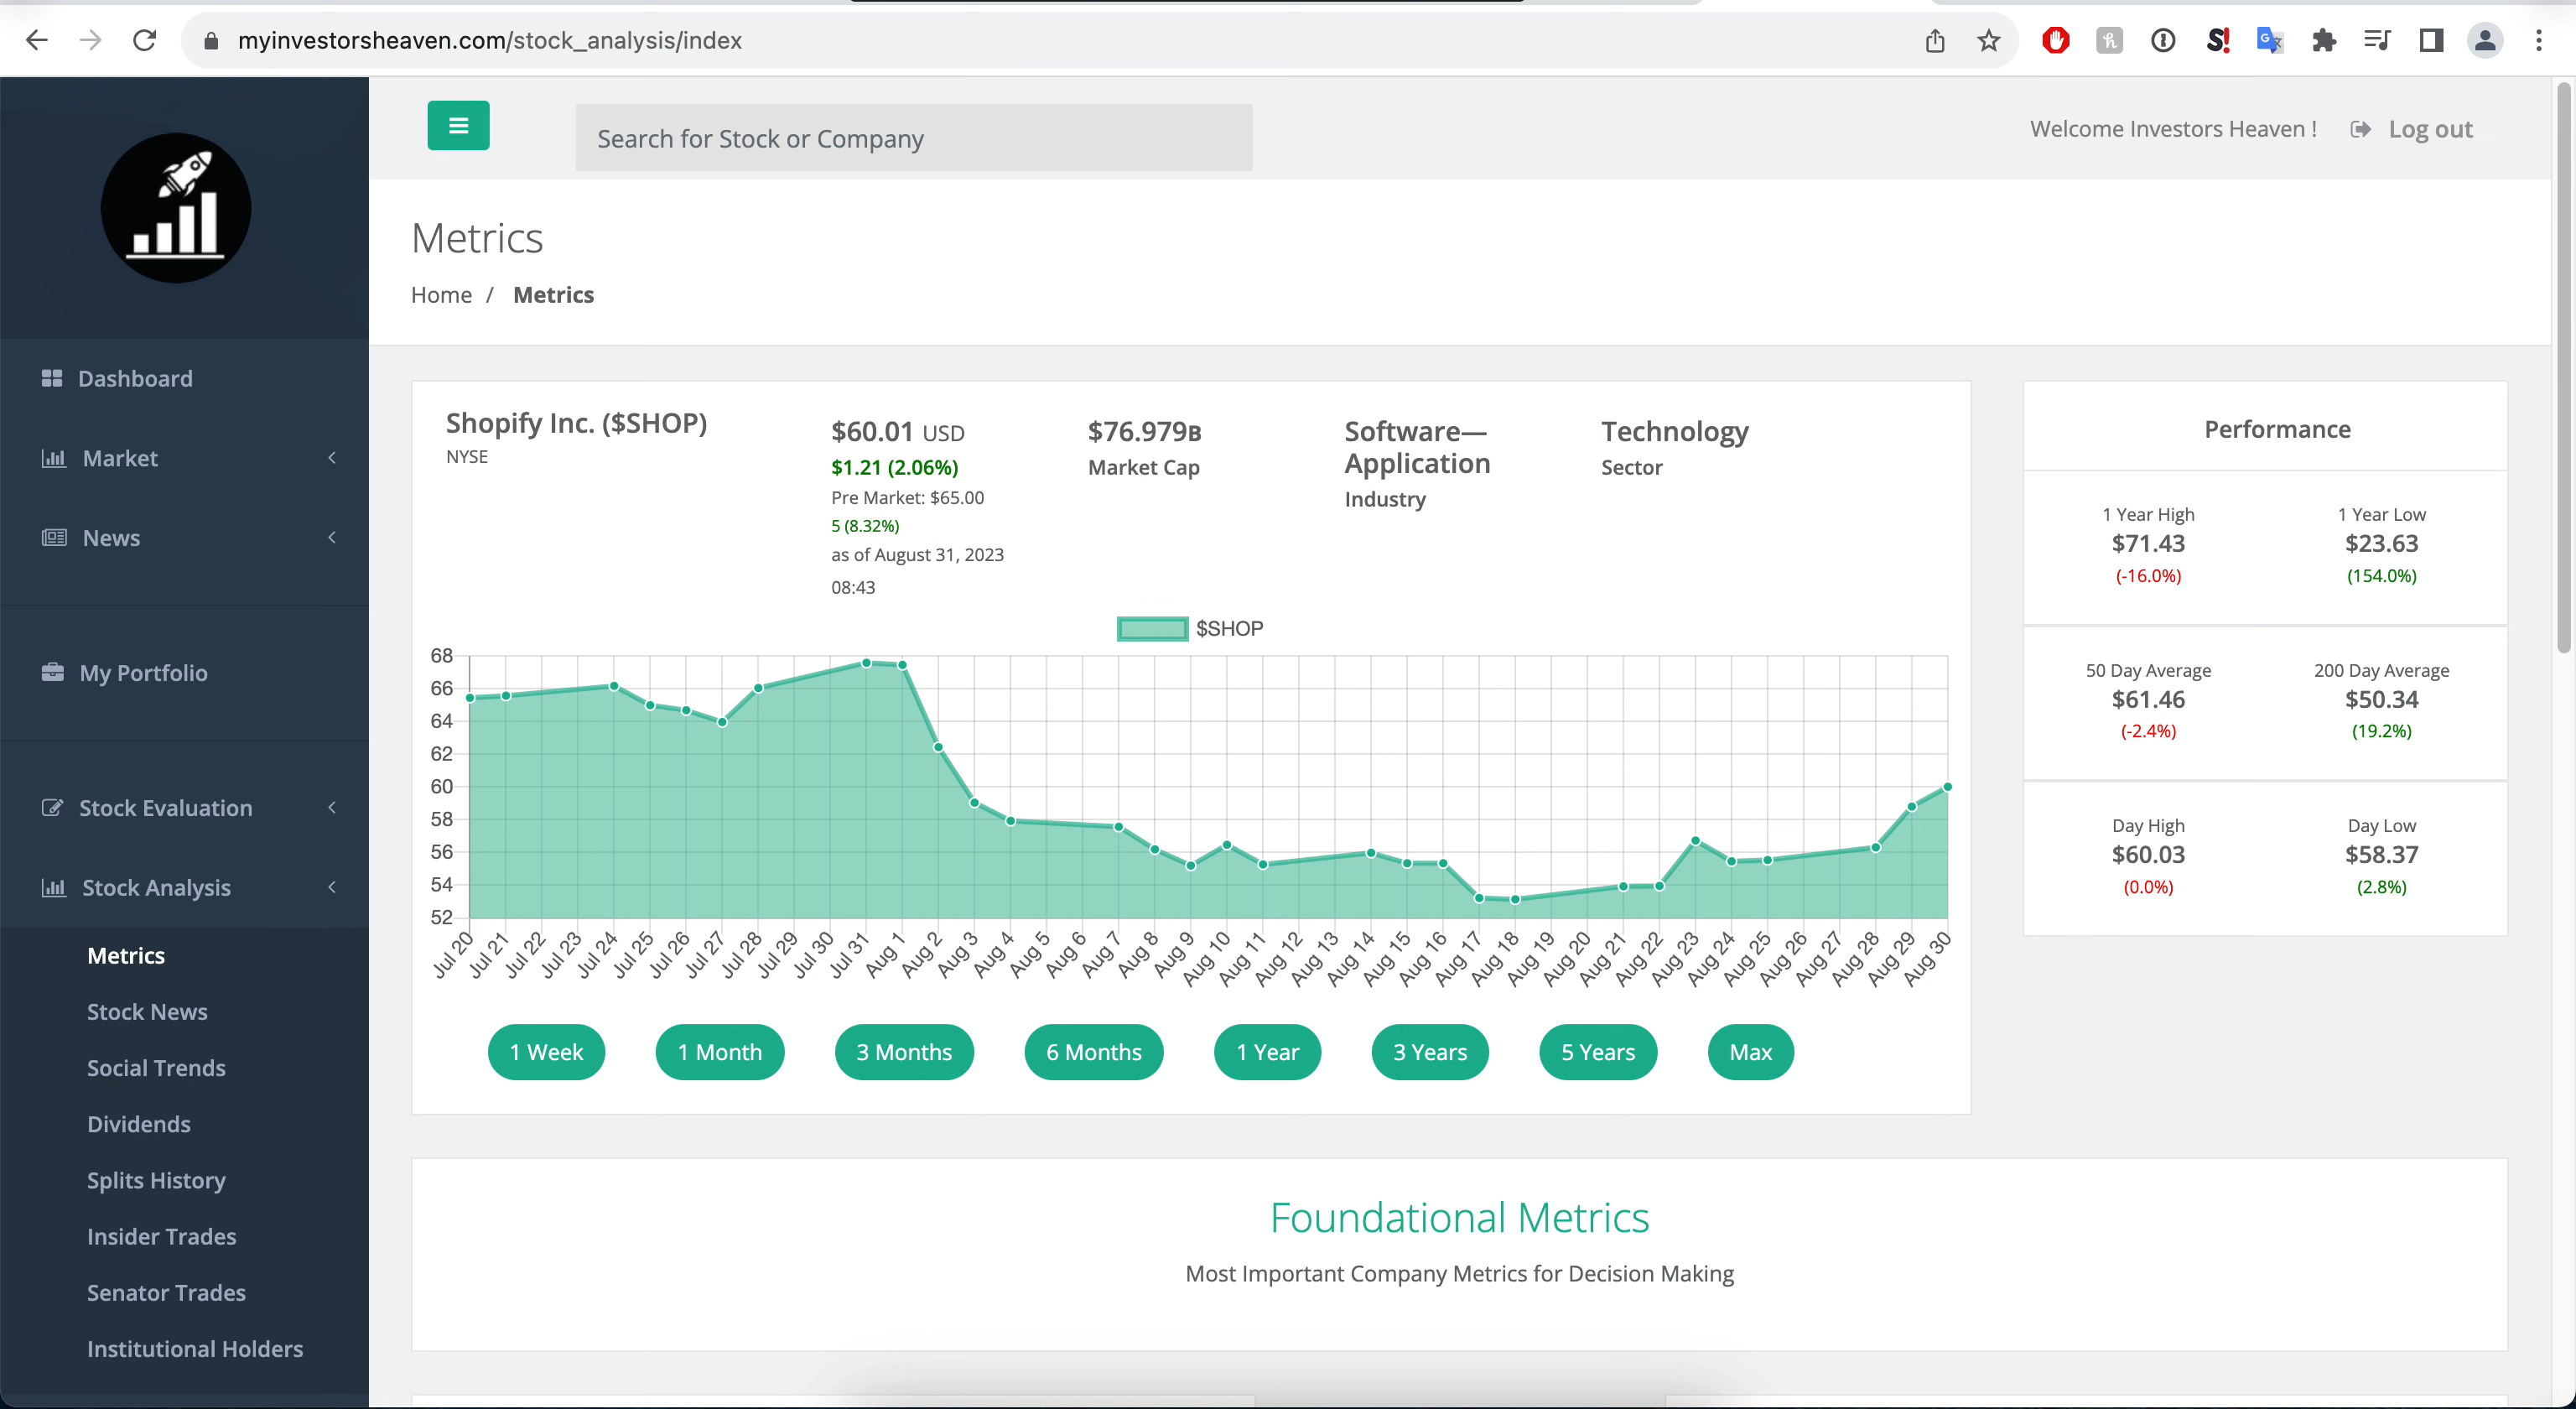 myinvestorsheaven.com/stock_analysis/index
Search for Stock or Company
Welcome Investors Heaven !
Log out
Metrics
Home / Metrics
Dashboard
Market
News
My Portfolio
Stock Evaluation
Stock Analysis
Metrics
Stock News
Social Trends
Dividends
Splits History
Insider Trades
Senator Trades
Institutional Holders
Shopify Inc. ($SHOP)
NYSE
$60.01 USD
$1.21 (2.06%)
Pre Market: $65.00
5 (8.32%)
as of August 31, 2023
08:43
$76.979B
Market Cap
Software—
Application
Industry
Technology
Sector
$SHOP
68
66
64
62
60
58
56
54
52
Jul 20
Jul 21
Jul 22
Jul 23
Jul 24
Jul 25
Jul 26
Jul 27
Jul 28
Jul 29
Jul 30
Jul 31
Aug 1
Aug 2
Aug 3
Aug 4
Aug 5
Aug 6
Aug 7
Aug 8
Aug 9
Aug 10
Aug 11
Aug 12
Aug 13
Aug 14
Aug 15
Aug 16
Aug 17
Aug 18
Aug 19
Aug 20
Aug 21
Aug 22
Aug 23
Aug 24
Aug 25
Aug 26
Aug 27
Aug 28
Aug 29
Aug 30
1 Week
1 Month
3 Months
6 Months
1 Year
3 Years
5 Years
Max
Performance
1 Year High
$71.43
(-16.0%)
1 Year Low
$23.63
(154.0%)
50 Day Average
$61.46
(-2.4%)
200 Day Average
$50.34
(19.2%)
Day High
$60.03
(0.0%)
Day Low
$58.37
(2.8%)
Foundational Metrics
Most Important Company Metrics for Decision Making